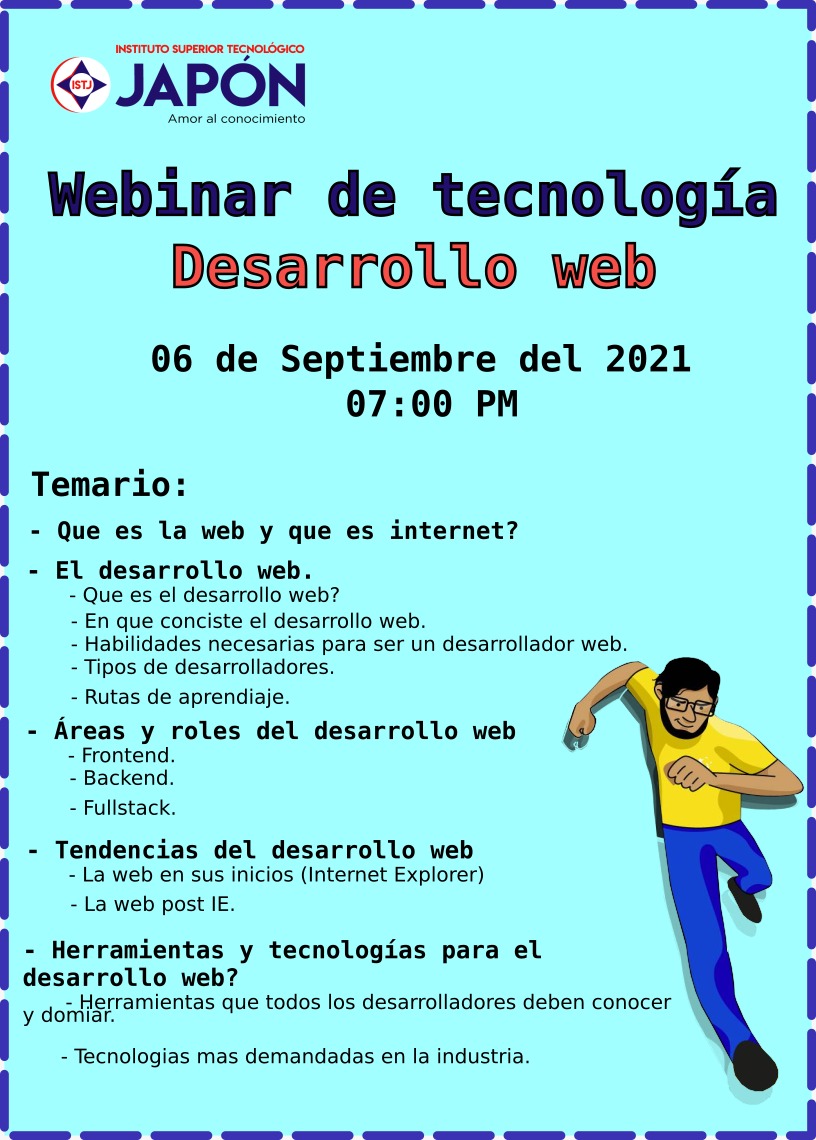 INSTITUTO SUPERIOR TECNOLÓGICO
ISTJ
JAPÓN
Amor al conocimiento
Webinar de tecnología
Desarrollo web
06 de Septiembre del 2021
07:00 PM
Temario:
- Que es la web y que es internet?
- El desarrollo web.
- Que es el desarrollo web?
- En que conciste el desarrollo web.
- Habilidades necesarias para ser un desarrollador web.
- Tipos de desarrolladores.
- Rutas de aprendiaje.
- Áreas y roles del desarrollo web
- Frontend.
- Backend.
- Fullstack.
- Tendencias del desarrollo web
- La web en sus inicios (Internet Explorer)
- La web post IE.
- Herramientas y tecnologías para el
desarrollo web?
- Herramientas que todos los desarrolladores deben conocer
y domiar.
- Tecnologias mas demandadas en la industria.